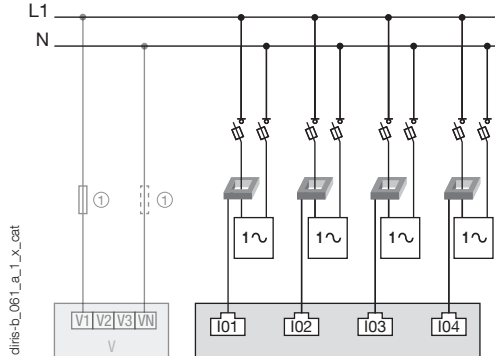 L1
N
① ①
1∿ 1∿ 1∿ 1∿
V1 V2 V3 VN
V
I01 I02 I03 I04
diris-b_061_a_1_x_cat